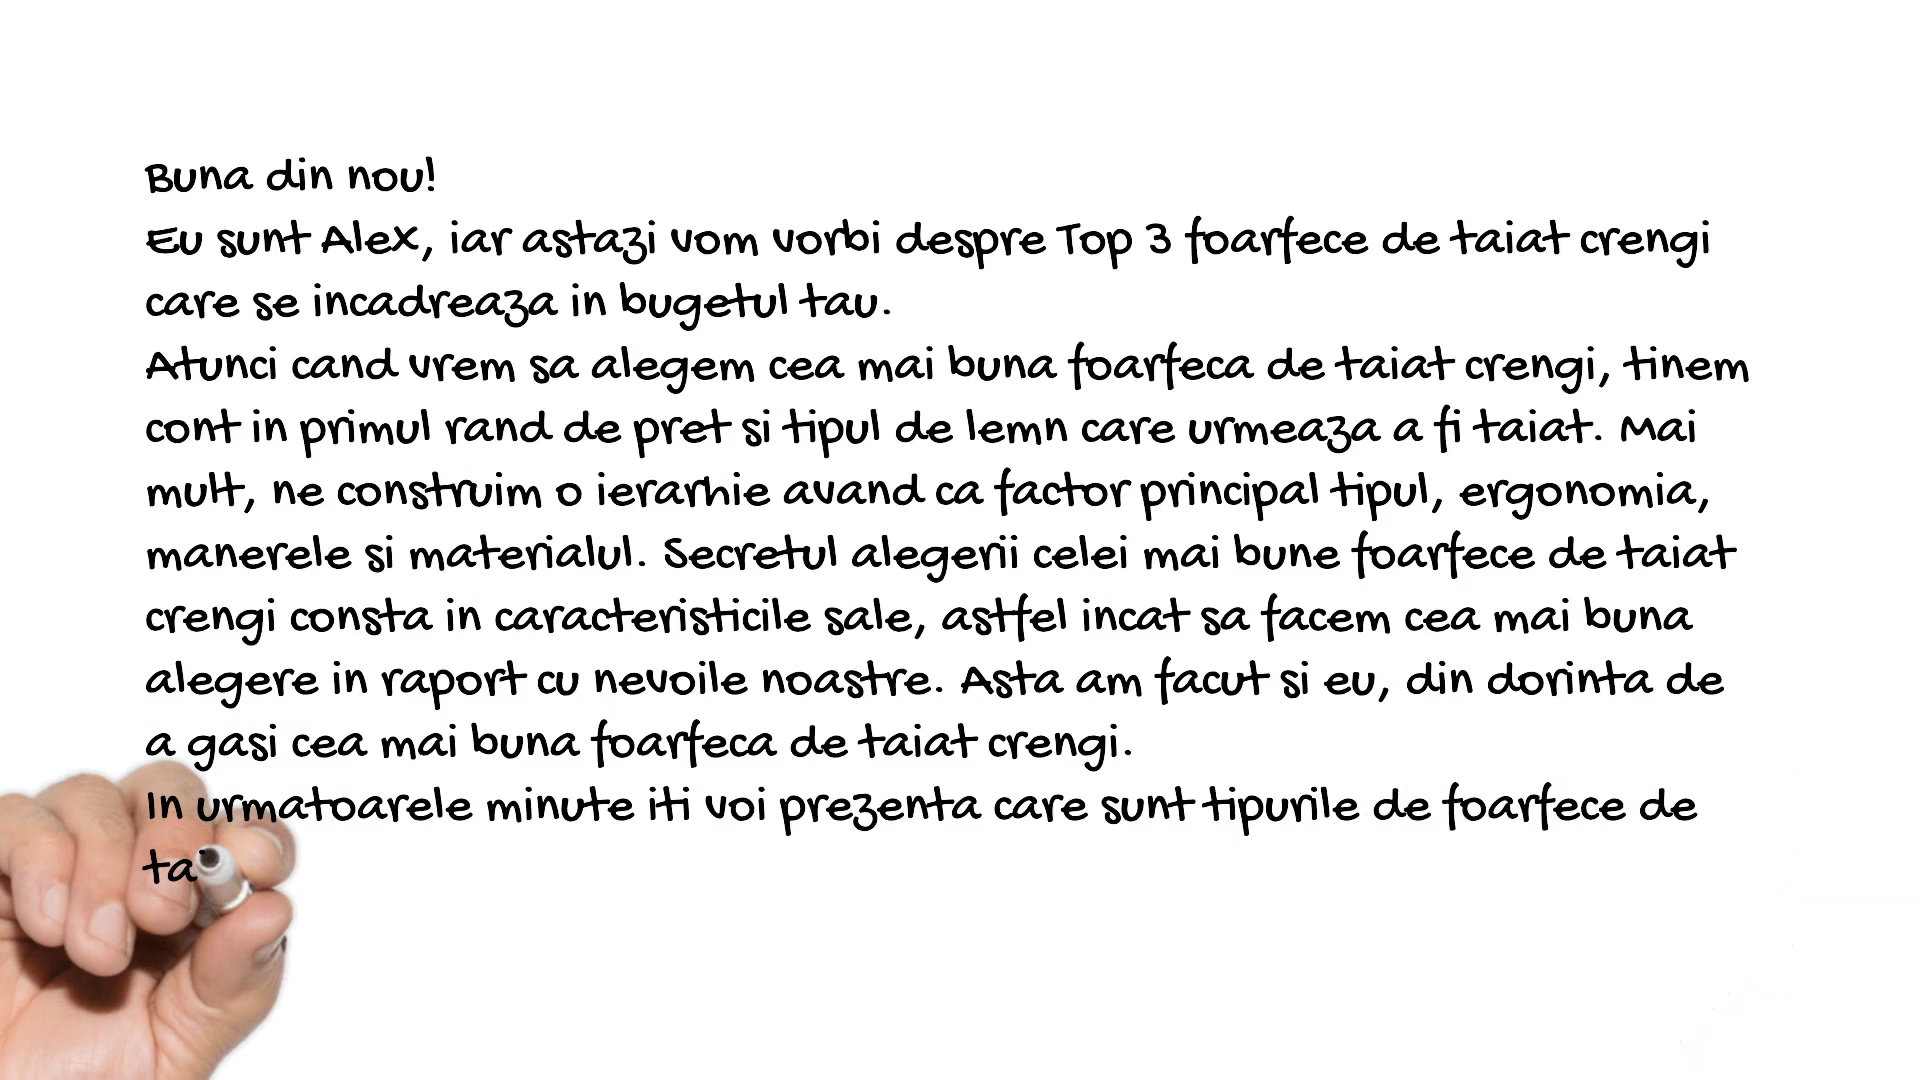 Buna din nou!
Eu sunt Alex, iar astazi vom vorbi despre Top 3 foarfece de taiat crengi
care se incadreaza in bugetul tau.
Atunci cand vrem sa alegem cea mai buna foarfeca de taiat crengi, tinem
cont in primul rand de pret si tipul de lemn care urmeaza a fi taiat. Mai
mult, ne construim o ierarhie avand ca factor principal tipul, ergonomia,
manerele si materialul. Secretul alegerii celei mai bune foarfece de taiat
crengi consta in caracteristicile sale, astfel incat sa facem cea mai buna
alegere in raport cu nevoile noastre. Asta am facut si eu, din dorinta de
a gasi cea mai buna foarfeca de taiat crengi.
In urmatoarele minute iti voi prezenta care sunt tipurile de foarfece de
ta